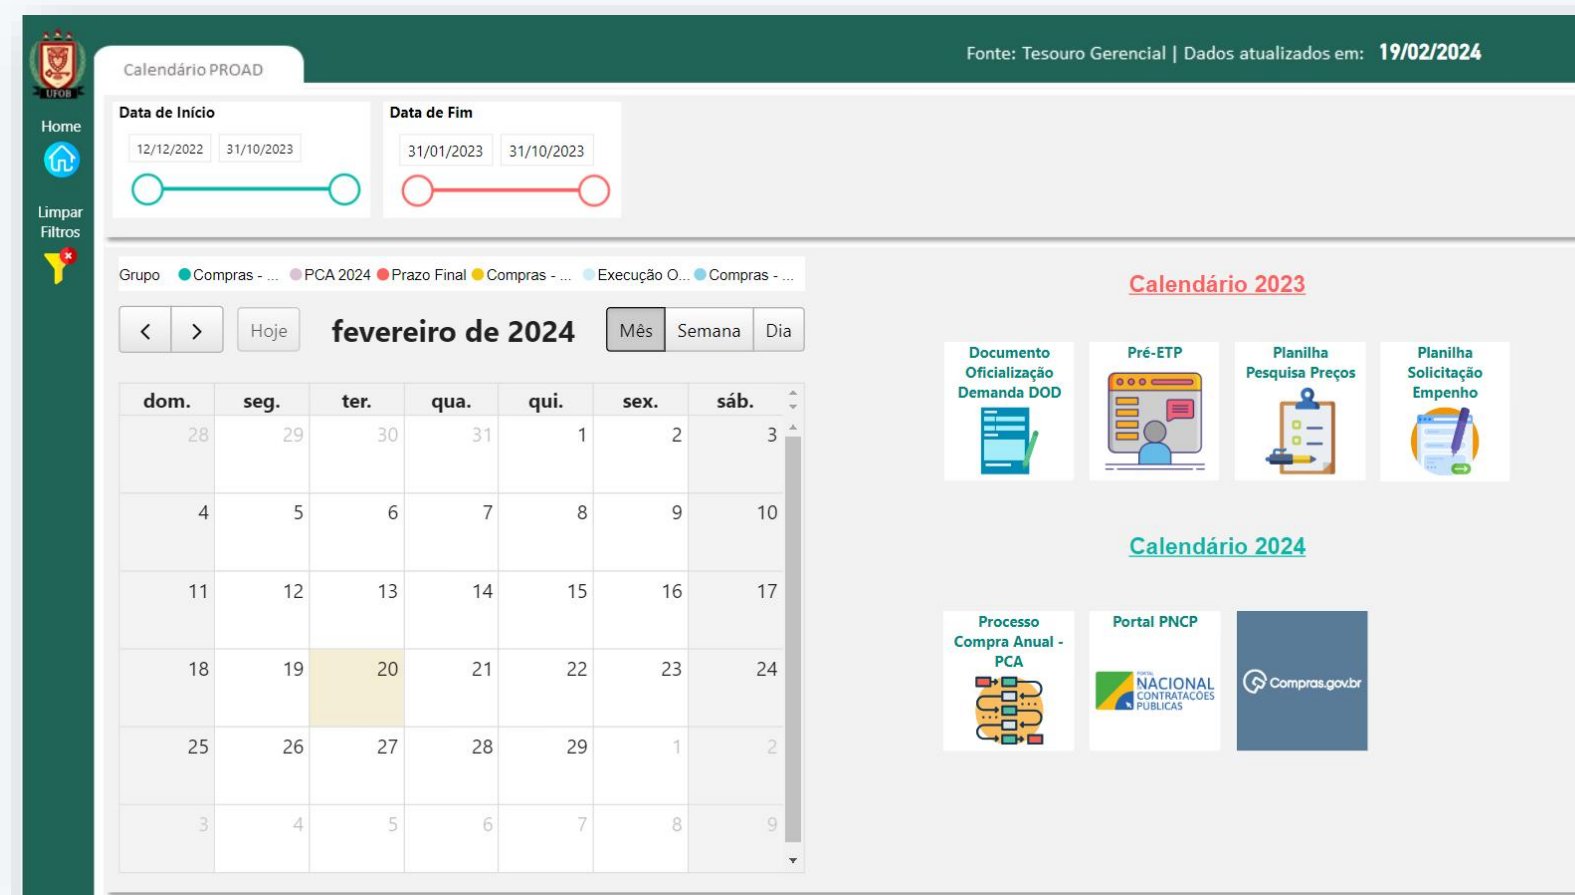 UFOB
Calendário PROAD
Fonte: Tesouro Gerencial | Dados atualizados em: 19/02/2024
Home
Limpar
Filtros
Data de Início
12/12/2022 31/10/2023
Data de Fim
31/01/2023 31/10/2023
Grupo Compras - ... PCA 2024 Prazo Final Compras - ... Execução O... Compras - ...
< > Hoje fevereiro de 2024 Mês Semana Dia
dom. seg. ter. qua. qui. sex. sáb.
28 29 30 31 1 2 3
4 5 6 7 8 9 10
11 12 13 14 15 16 17
18 19 20 21 22 23 24
25 26 27 28 29 1 2
3 4 5 6 7 8 9
Calendário 2023
Documento
Oficialização
Demanda DOD
Pré-ETP
Planilha
Pesquisa Preços
Planilha
Solicitação
Empenho
Calendário 2024
Processo
Compra Anual -
PCA
Portal PNCP
PORTAL
NACIONAL
CONTRATAÇÕES
PÚBLICAS
Compras.gov.br